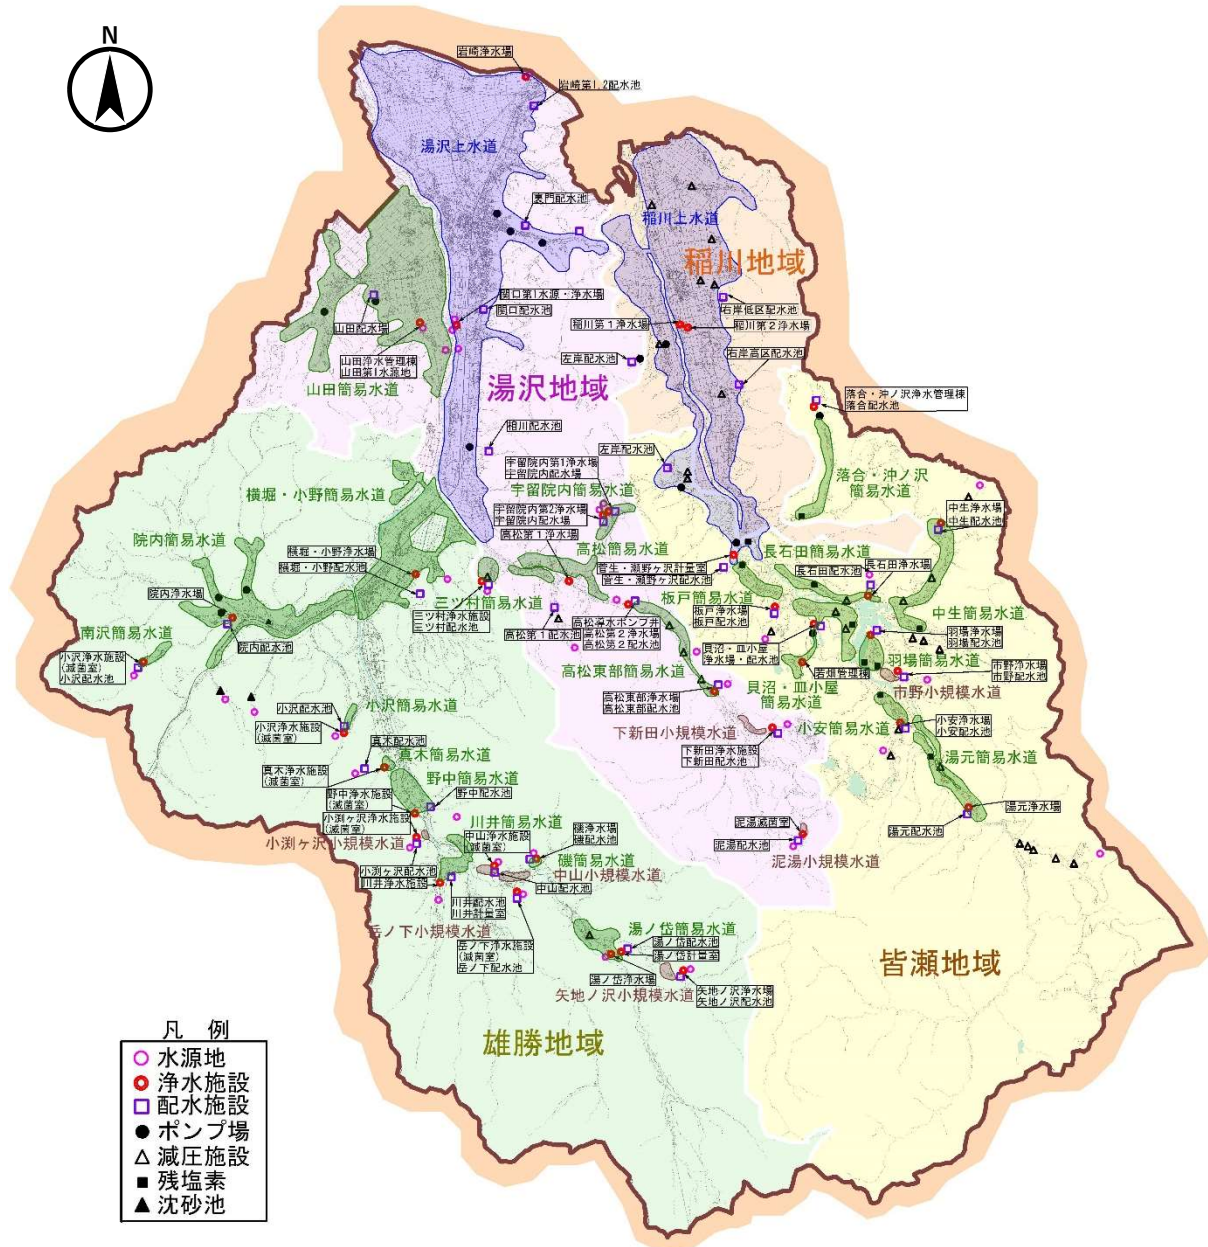 N
岩崎浄水場
岩崎第1,2配水池
湯沢上水道
裏門配水池
稲川上水道
稲川地域
関口第1水源・浄水場
関口配水池
右岸低区配水池
山田配水場
稲川第1浄水場
稲川第2浄水場
山田浄水管理棟
山田第1水源地
左岸配水池
右岸高区配水池
山田簡易水道
湯沢地域
落合・沖ノ沢浄水管理棟
落合配水池
相川配水池
左岸配水池
宇留院内第1浄水場
宇留院内配水場
落合・沖ノ沢
簡易水道
横堀・小野簡易水道
宇留院内簡易水道
宇留院内第2浄水場
宇留院内配水場
中生浄水場
中生配水池
院内簡易水道
高松第1浄水場
高松簡易水道
長石田簡易水道
横堀・小野浄水場
横堀・小野配水池
菅生・瀬野ヶ沢計量室
菅生・瀬野ヶ沢配水池
長石田配水池
長石田浄水場
院内浄水場
三ツ村簡易水道
板戸簡易水道
三ツ村浄水施設
三ツ村配水池
高松第1配水池
高松導水ポンプ井
高松第2浄水場
高松第2配水池
板戸浄水場
板戸配水池
中生簡易水道
南沢簡易水道
院内配水池
貝沼・皿小屋
浄水場・配水池
羽場浄水場
羽場配水池
小沢浄水施設
(滅菌室)
小沢配水池
高松東部簡易水道
若畑管理棟
羽場簡易水道
市野浄水場
市野配水池
貝沼・皿小屋
簡易水道
市野小規模水道
高松東部浄水場
高松東部配水池
小沢配水池
小沢簡易水道
小沢浄水施設
(滅菌室)
下新田小規模水道
小安簡易水道
小安浄水場
小安配水池
真木配水池
真木簡易水道
下新田浄水施設
下新田配水池
湯元簡易水道
真木浄水施設
(滅菌室)
野中簡易水道
野中浄水施設
(滅菌室)
野中配水池
湯元浄水場
湯元配水池
小渕ヶ沢浄水施設
(滅菌室)
川井簡易水道
泥湯滅菌室
泥湯配水池
小渕ヶ沢小規模水道
中山浄水施設
(滅菌室)
磯浄水場
磯配水池
泥湯小規模水道
小渕ヶ沢配水池
川井浄水施設
磯簡易水道
中山小規模水道
中山配水池
川井配水池
川井計量室
岳ノ下小規模水道
岳ノ下浄水施設
(滅菌室)
岳ノ下配水池
湯ノ岱簡易水道
湯ノ岱配水池
湯ノ岱計量室
湯ノ岱浄水場
皆瀬地域
矢地ノ沢小規模水道
矢地ノ沢浄水場
矢地ノ沢配水池
雄勝地域
凡 例
水源地
浄水施設
配水施設
ポンプ場
減圧施設
残塩素
沈砂池